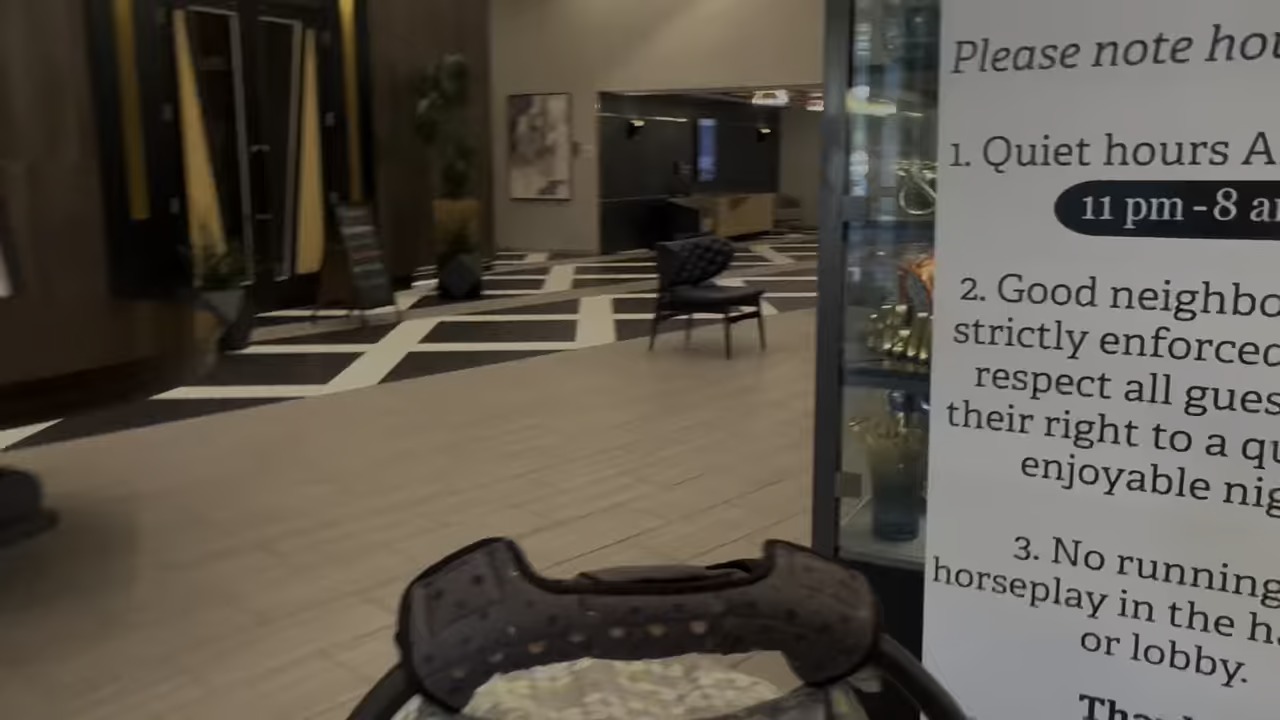 Please note hou
1. Quiet hours A
11 pm - 8 a
2. Good neighbo
strictly enforced
respect all gues
their right to a qu
enjoyable nig
3. No running
horseplay in the ha
or lobby.